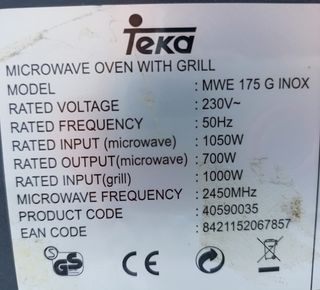 Teka
MICROWAVE OVEN WITH GRILL
MODEL : MWE 175 G INOX
RATED VOLTAGE : 230V~
RATED FREQUENCY : 50Hz
RATED INPUT (microwave) : 1050W
RATED OUTPUT(microwave) : 700W
RATED INPUT(grill) : 1000W
MICROWAVE FREQUENCY : 2450MHz
PRODUCT CODE : 40590035
EAN CODE : 8421152067857
S GS CE